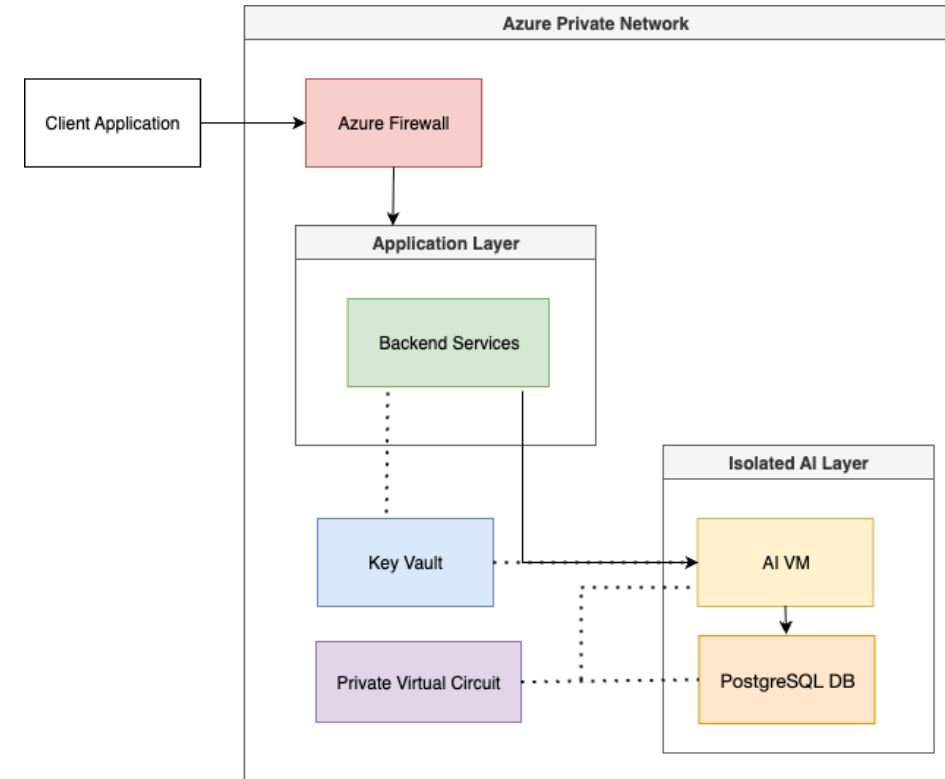 Azure Private Network
Client Application
Azure Firewall
Application Layer
Backend Services
Isolated AI Layer
Key Vault
AI VM
Private Virtual Circuit
PostgreSQL DB